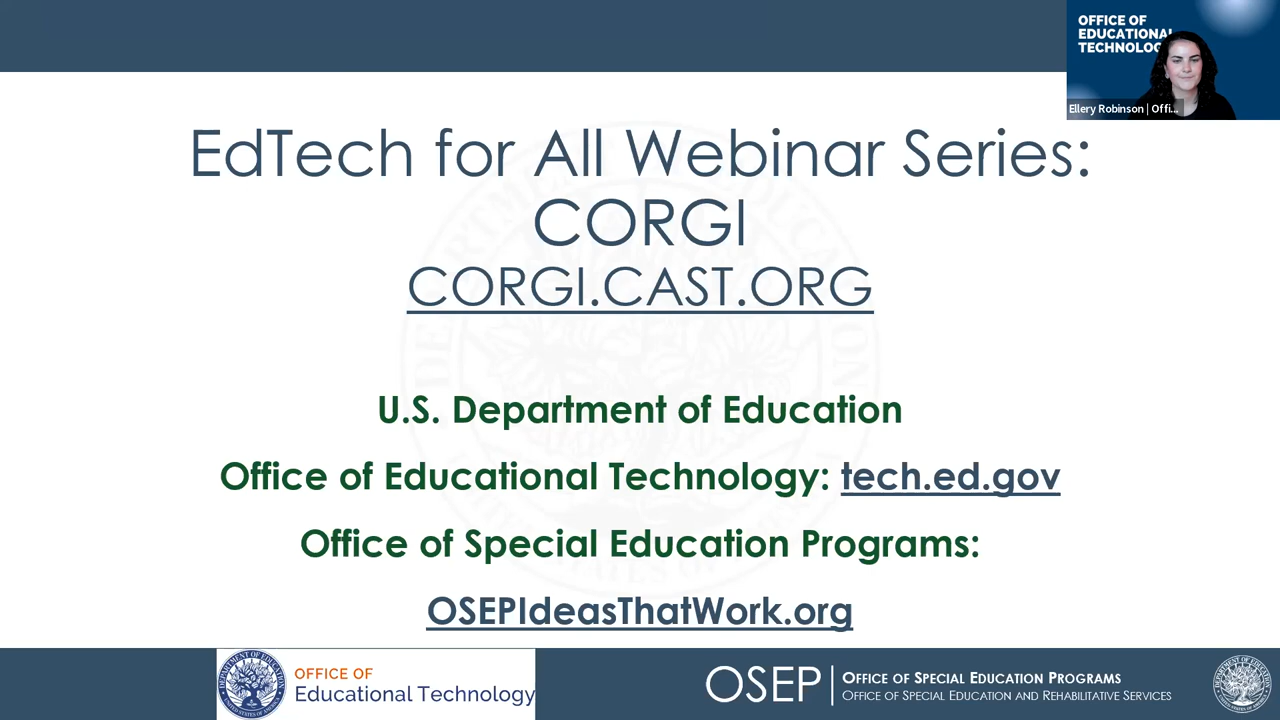 OFFICE OF
EDUCATIONAL
TECHNOLO
Ellery Robinson | Offi...
EdTech for All Webinar Series:
CORGI
CORGI.CAST.ORG
U.S. Department of Education
Office of Educational Technology: tech.ed.gov
Office of Special Education Programs:
OSEPIdeasThatWork.org
OFFICE OF
Educational Technology
OSEP
OFFICE OF SPECIAL EDUCATION PROGRAMS
OFFICE OF SPECIAL EDUCATION AND REHABILITATIVE SERVICES